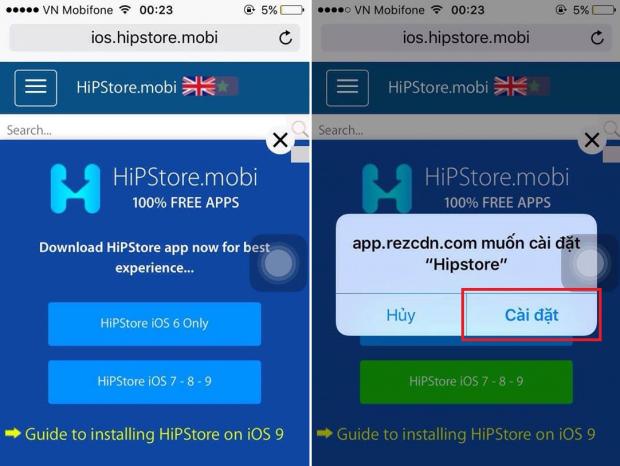 VN Mobifone 00:23 5%
ios.hipstore.mobi
HiPStore.mobi
Search...
HiPStore.mobi
100% FREE APPS
Download HiPStore app now for best
experience...
HiPStore iOS 6 Only
HiPStore iOS 7 - 8 - 9
Guide to installing HiPStore on iOS 9
VN Mobifone 00:23 5%
ios.hipstore.mobi
HiPStore.mobi
Search...
HiPStore.mobi
100% FREE APPS
app.rezcdn.com muốn cài đặt
“Hipstore”
Hủy Cài đặt
HiPStore iOS 7 - 8 - 9
Guide to installing HiPStore on iOS 9